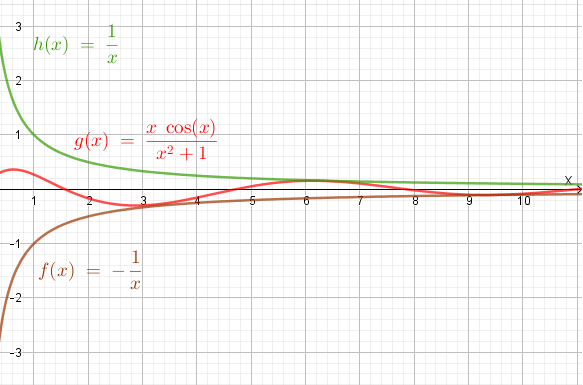 3
h(x) = 1/x
2
1
g(x) = x cos(x)/x² + 1
x
1 2 3 4 5 6 7 8 9 10
-1
f(x) = -1/x
-2
-3